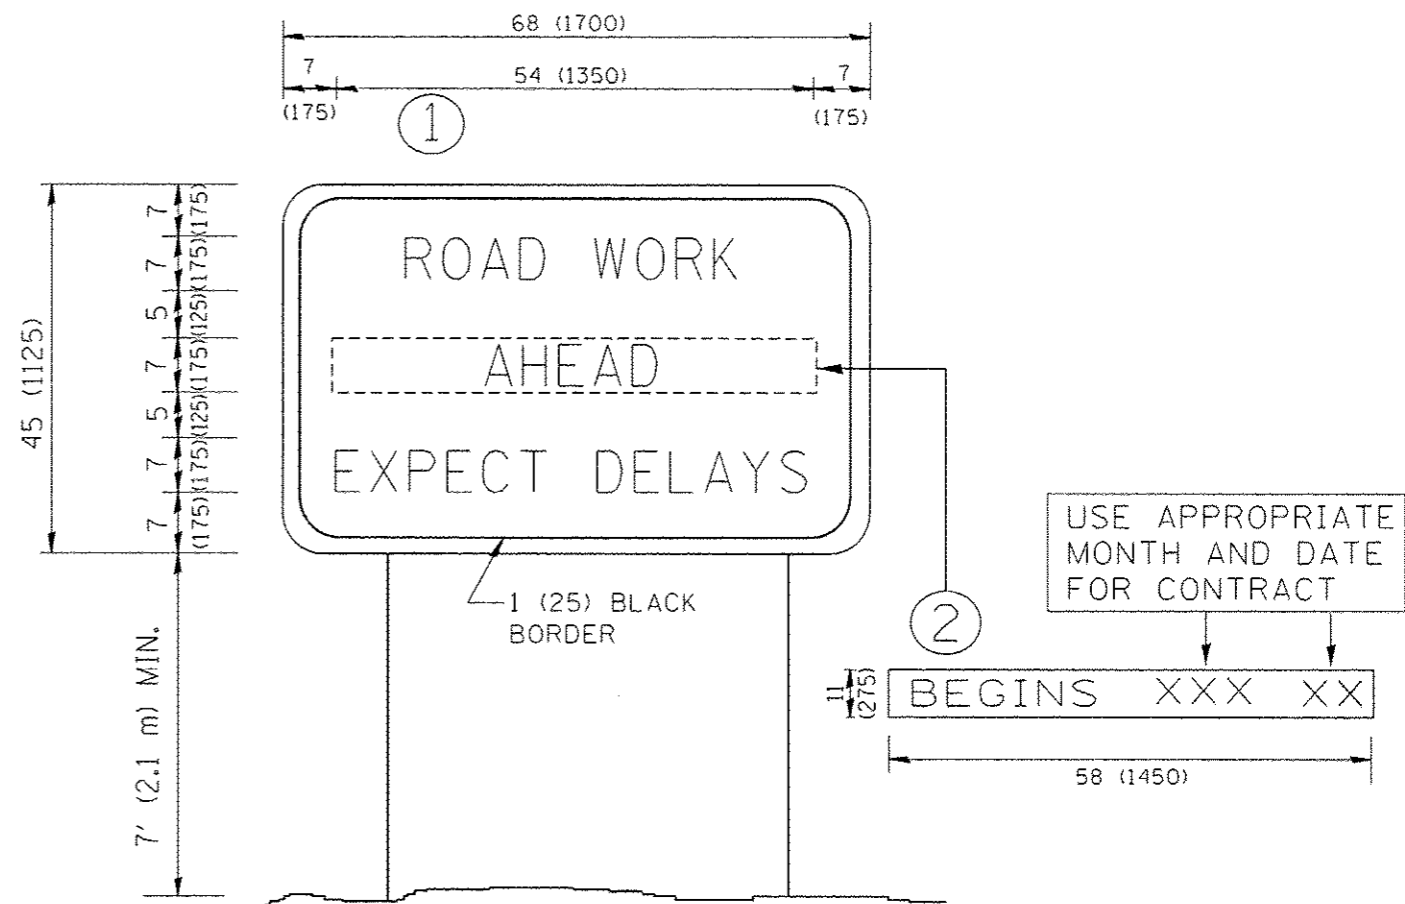 68 (1700)
7
54 (1350)
7
(175)
(175)
1
45 (1125)
7 (175)
7 (175)
5 (125)
7 (175)
5 (125)
7 (175)
7 (175)
ROAD WORK
AHEAD
EXPECT DELAYS
1 (25) BLACK
BORDER
7' (2.1 m) MIN.
2
USE APPROPRIATE
MONTH AND DATE
FOR CONTRACT
11
(275)
BEGINS XXX XX
58 (1450)